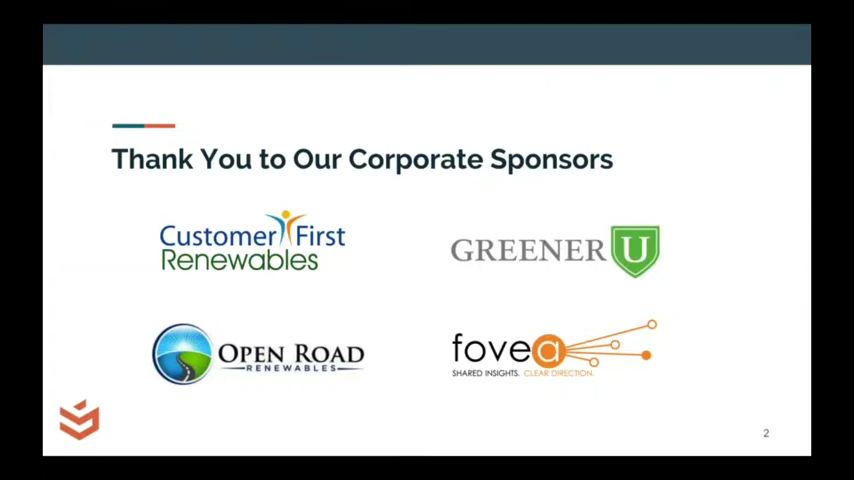 Thank You to Our Corporate Sponsors
Customer First
Renewables
GREENER U
OPEN ROAD
RENEWABLES
fovea
SHARED INSIGHTS. CLEAR DIRECTION.
2